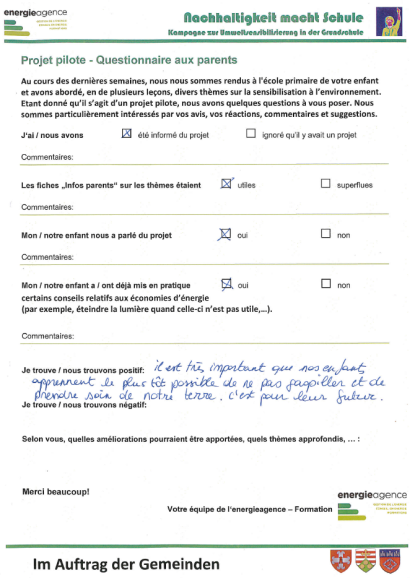 energieagence
Nachhaltigkeit macht Schule
Kampagne zur Umweltsensibilisierung in der Grundschule
Projet pilote - Questionnaire aux parents
Au cours des dernières semaines, nous nous sommes rendus à l'école primaire de votre enfant
et avons abordé, en de plusieurs leçons, divers thèmes sur la sensibilisation à l'environnement.
Etant donné qu'il s'agit d'un projet pilote, nous avons quelques questions à vous poser. Nous
sommes particulièrement intéressés par vos avis, vos réactions, commentaires et suggestions.
J'ai / nous avons été informé du projet ignoré qu'il y avait un projet
Commentaires:
Les fiches „Infos parents" sur les thèmes étaient utiles superflues
Commentaires:
Mon / notre enfant nous a parlé du projet oui non
Commentaires:
Mon / notre enfant a / ont déjà mis en pratique oui non
certains conseils relatifs aux économies d'énergie
(par exemple, éteindre la lumière quand celle-ci n'est pas utile,...).
Commentaires:
Je trouve / nous trouvons positif: il est très important que nos enfants
apprennent le plus tôt possible de ne pas gaspiller et de
prendre soin de notre terre. c'est pour leur futur.
Je trouve / nous trouvons négatif:
Selon vous, quelles améliorations pourraient être apportées, quels thèmes approfondis, ... :
Merci beaucoup!
energieagence
Votre équipe de l'energieagence – Formation
Im Auftrag der Gemeinden